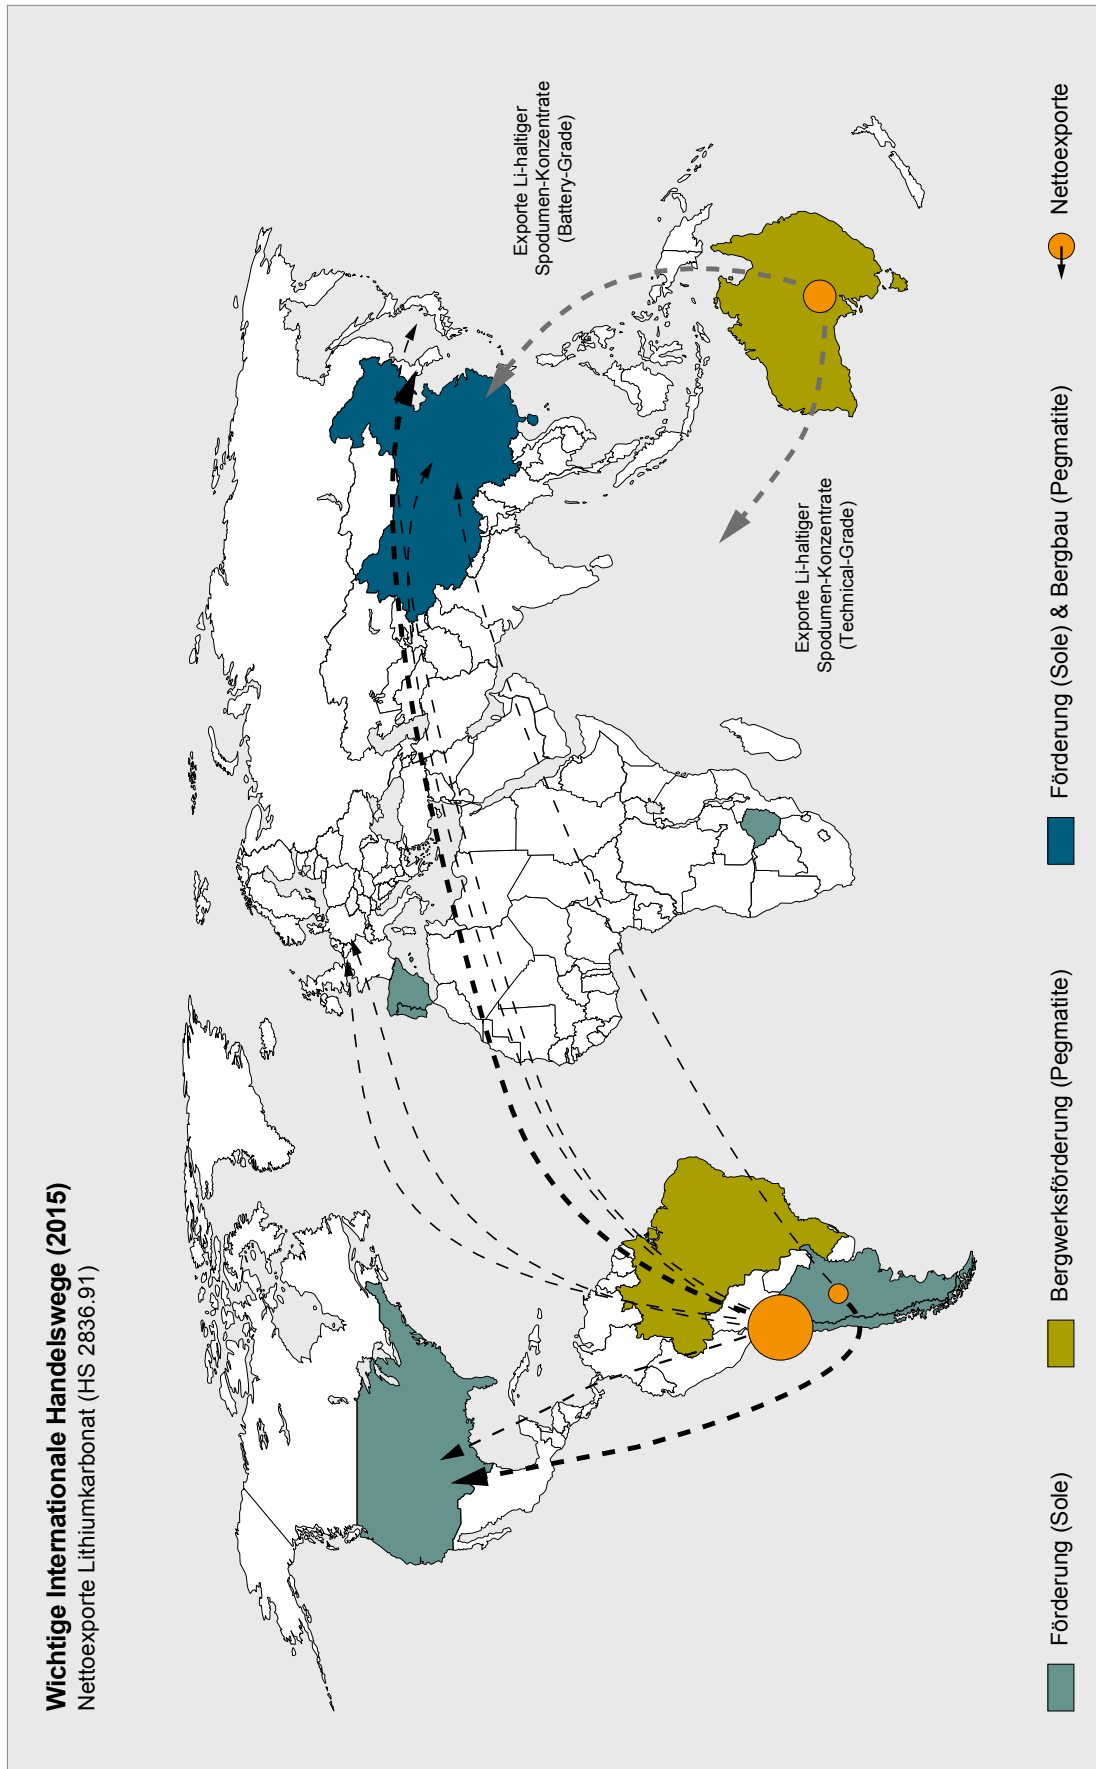 Wichtige Internationale Handelswege (2015)
Nettoexporte Lithiumkarbonat (HS 2836.91)
Exporte Li-haltiger
Spodumen-Konzentrate
(Battery-Grade)
Exporte Li-haltiger
Spodumen-Konzentrate
(Technical-Grade)
Förderung (Sole)
Bergwerksförderung (Pegmatite)
Förderung (Sole) & Bergbau (Pegmatite)
Nettoexporte